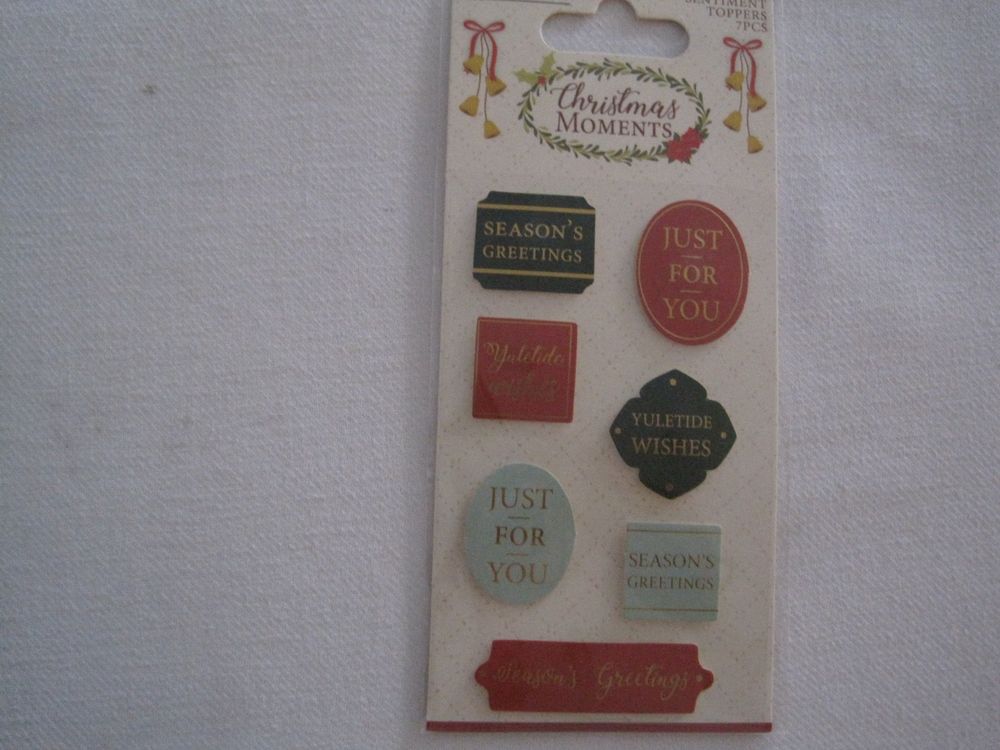 SENTIMENT
TOPPERS
7PCS
Christmas
MOMENTS
SEASON'S
GREETINGS
JUST
FOR
YOU
Yuletide
wishes
YULETIDE
WISHES
JUST
FOR
YOU
SEASON'S
GREETINGS
Season's Greetings